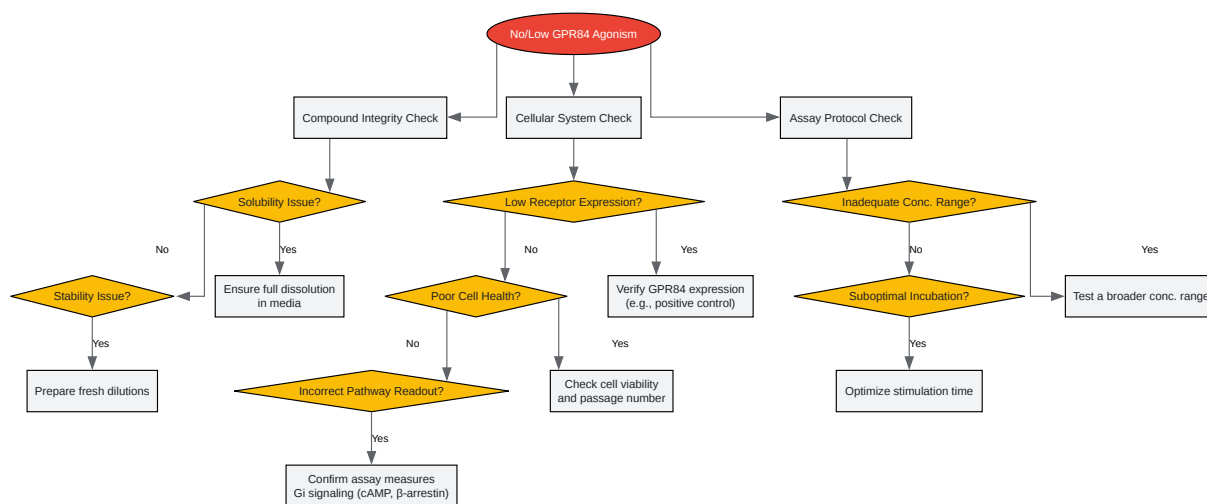 No/Low GPR84 Agonism
Compound Integrity Check
Cellular System Check
Assay Protocol Check
Solubility Issue?
Low Receptor Expression?
Inadequate Conc. Range?
No
Yes
No
Yes
No
Yes
Stability Issue?
Ensure full dissolution
in media
Poor Cell Health?
Verify GPR84 expression
(e.g., positive control)
Suboptimal Incubation?
Test a broader conc. range
Yes
No
Yes
Yes
Prepare fresh dilutions
Incorrect Pathway Readout?
Check cell viability
and passage number
Optimize stimulation time
Yes
Confirm assay measures
Gi signaling (cAMP, β-arrestin)